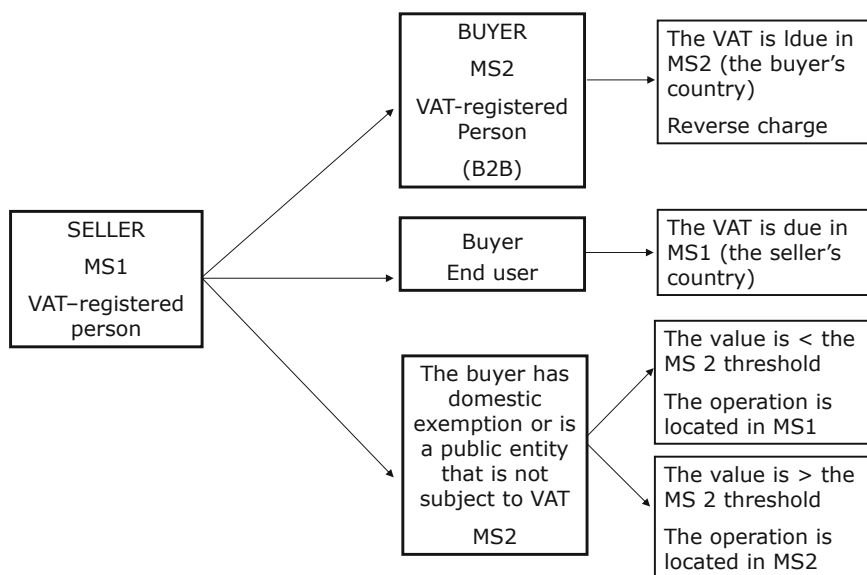 SELLER
MS1
VAT–registered
person
BUYER
MS2
VAT-registered
Person
(B2B)
The VAT is ldue in
MS2 (the buyer's
country)
Reverse charge
Buyer
End user
The VAT is due in
MS1 (the seller's
country)
The buyer has
domestic
exemption or is
a public entity
that is not
subject to VAT
MS2
The value is < the
MS 2 threshold
The operation is
located in MS1
The value is > the
MS 2 threshold
The operation is
located in MS2